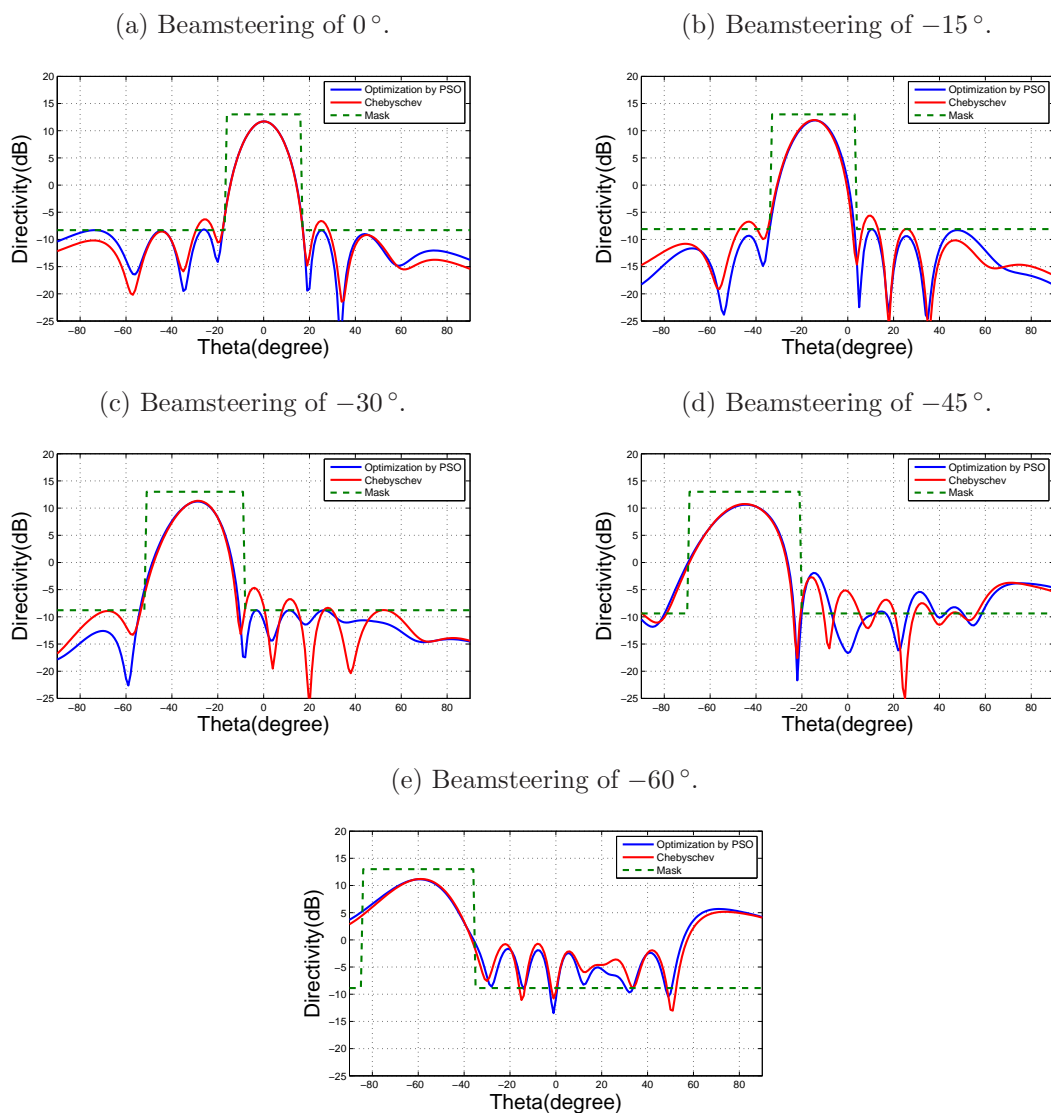 (a) Beamsteering of 0°.
20
15
10
5
0
−5
−10
−15
−20
−25
Directivity(dB)
−80 −60 −40 −20 0 20 40 60 80
Theta(degree)
Optimization by PSO
Chebyschev
Mask
(b) Beamsteering of −15°.
20
15
10
5
0
−5
−10
−15
−20
−25
Directivity(dB)
−80 −60 −40 −20 0 20 40 60 80
Theta(degree)
Optimization by PSO
Chebyschev
Mask
(c) Beamsteering of −30°.
20
15
10
5
0
−5
−10
−15
−20
−25
Directivity(dB)
−80 −60 −40 −20 0 20 40 60 80
Theta(degree)
Optimization by PSO
Chebyschev
Mask
(d) Beamsteering of −45°.
20
15
10
5
0
−5
−10
−15
−20
−25
Directivity(dB)
−80 −60 −40 −20 0 20 40 60 80
Theta(degree)
Optimization by PSO
Chebyschev
Mask
(e) Beamsteering of −60°.
20
15
10
5
0
−5
−10
−15
−20
−25
Directivity(dB)
−80 −60 −40 −20 0 20 40 60 80
Theta(degree)
Optimization by PSO
Chebyschev
Mask